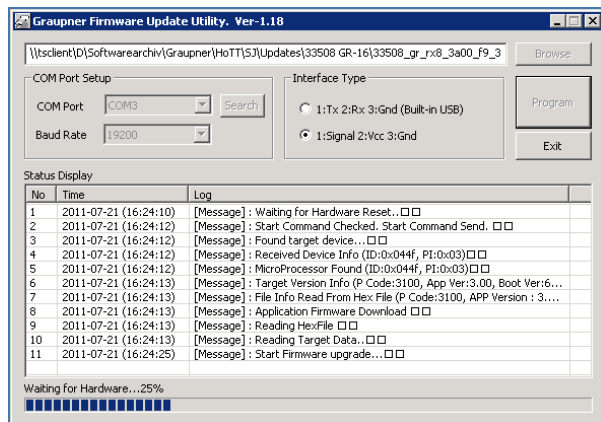 Graupner Firmware Update Utility. Ver-1.18
\\tsclient\D\Softwarearchiv\Graupner\HoTT\SJ\Updates\33508 GR-16\33508_gr_rx8_3a00_f9_3
Browse
COM Port Setup
Interface Type
COM Port COM3 Search
1:Tx 2:Rx 3:Gnd (Built-in USB)
Program
Baud Rate 19200
1:Signal 2:Vcc 3:Gnd
Exit
Status Display
No Time Log
1 2011-07-21 (16:24:10) [Message] : Waiting for Hardware Reset..□□
2 2011-07-21 (16:24:12) [Message] : Start Command Checked. Start Command Send. □□
3 2011-07-21 (16:24:12) [Message] : Found target device...□□
4 2011-07-21 (16:24:12) [Message] : Received Device Info (ID:0x044f, PI:0x03)□□
5 2011-07-21 (16:24:12) [Message] : MicroProcessor Found (ID:0x044f, PI:0x03)□□
6 2011-07-21 (16:24:13) [Message] : Target Version Info (P Code:3100, App Ver:3.00, Boot Ver:6...
7 2011-07-21 (16:24:13) [Message] : File Info Read From Hex File (P Code:3100, APP Version : 3....
8 2011-07-21 (16:24:13) [Message] : Application Firmware Download □□
9 2011-07-21 (16:24:13) [Message] : Reading HexFile □□
10 2011-07-21 (16:24:13) [Message] : Reading Target Data..□□
11 2011-07-21 (16:24:25) [Message] : Start Firmware upgrade...□□
Waiting for Hardware...25%